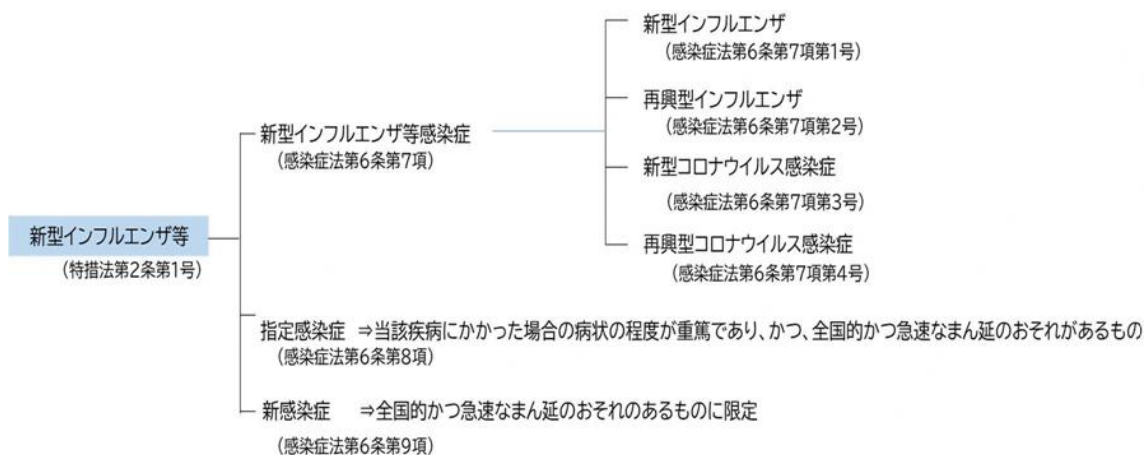 新型インフルエンザ
（感染症法第6条第7項第1号）
再興型インフルエンザ
（感染症法第6条第7項第2号）
新型インフルエンザ等感染症
（感染症法第6条第7項）
新型コロナウイルス感染症
（感染症法第6条第7項第3号）
新型インフルエンザ等
（特措法第2条第1号）
再興型コロナウイルス感染症
（感染症法第6条第7項第4号）
指定感染症 ⇒当該疾病にかかった場合の病状の程度が重篤であり、かつ、全国的かつ急速なまん延のおそれがあるもの
（感染症法第6条第8項）
新感染症 ⇒全国的かつ急速なまん延のおそれのあるものに限定
（感染症法第6条第9項）